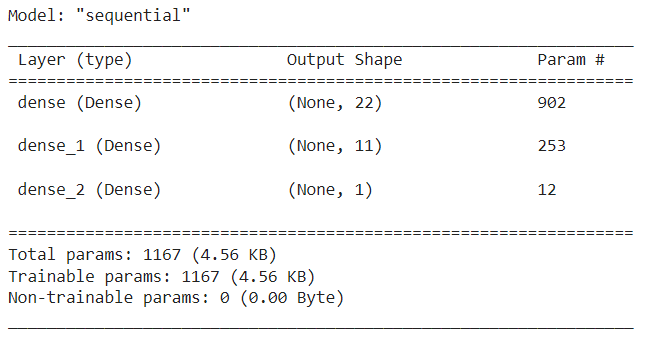 Model: "sequential"
_________________________________________________________________
Layer (type) Output Shape Param #
=================================================================
dense (Dense) (None, 22) 902
dense_1 (Dense) (None, 11) 253
dense_2 (Dense) (None, 1) 12
=================================================================
Total params: 1167 (4.56 KB)
Trainable params: 1167 (4.56 KB)
Non-trainable params: 0 (0.00 Byte)
_________________________________________________________________